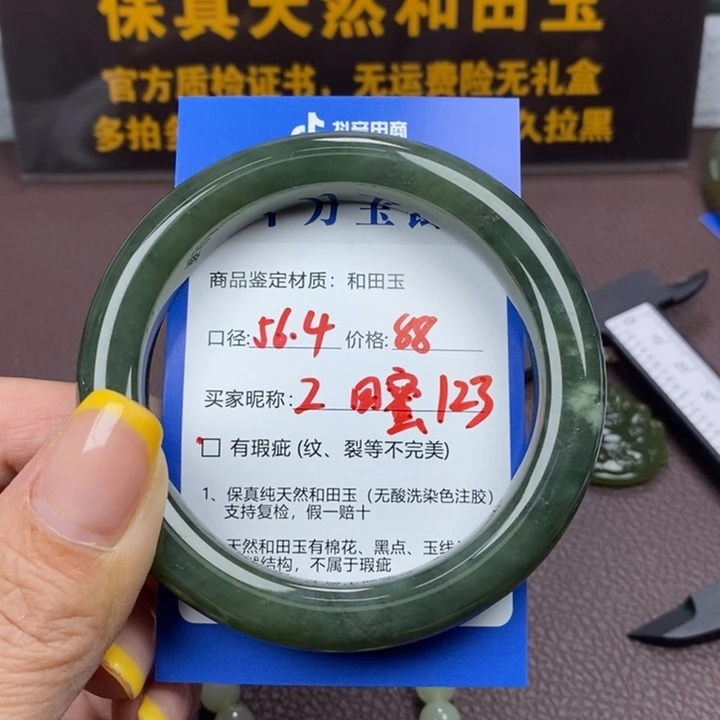 保真天然和田玉
官方质检证书，无运费险无礼盒
多拍
久拉黑
抖音电商
商品鉴定材质：和田玉
口径:56.4 价格:88
买家昵称:2 田蜜123
□ 有瑕疵 (纹、裂等不完美)
1、保真纯天然和田玉（无酸洗染色注胶）
支持复检，假一赔十
天然和田玉有棉花、黑点、玉线
结构，不属于瑕疵